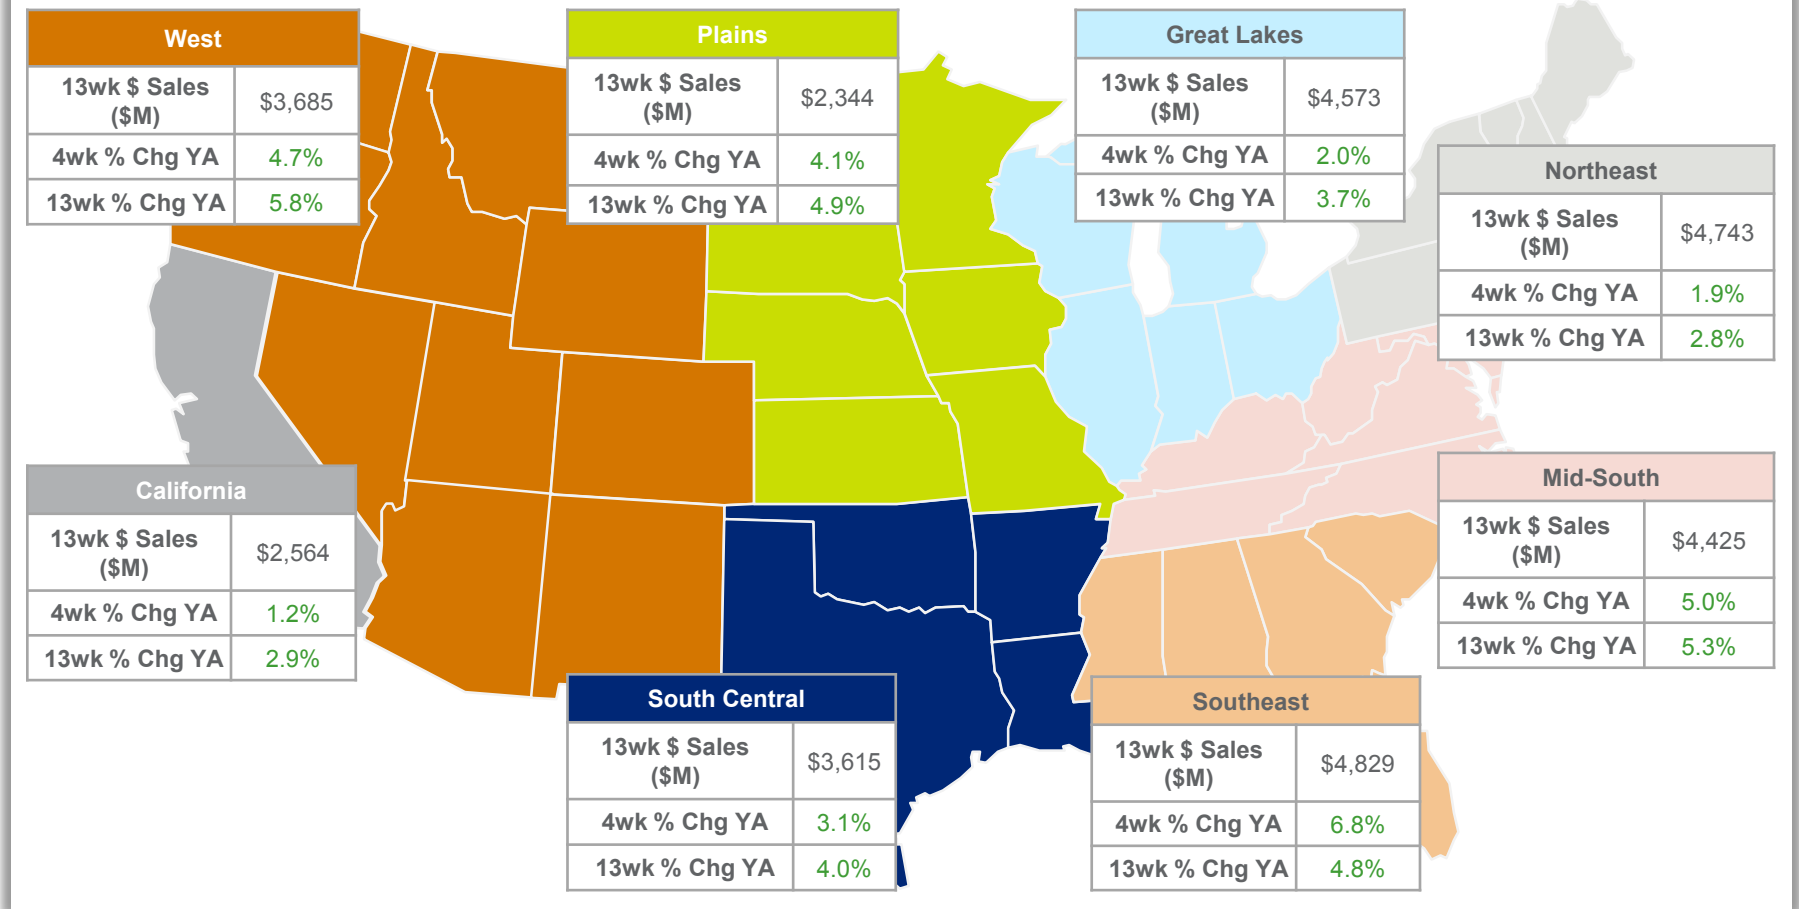 West
13wk $ Sales
($M)
$3,685
4wk % Chg YA
4.7%
13wk % Chg YA
5.8%
Plains
13wk $ Sales
($M)
$2,344
4wk % Chg YA
4.1%
13wk % Chg YA
4.9%
Great Lakes
13wk $ Sales
($M)
$4,573
4wk % Chg YA
2.0%
13wk % Chg YA
3.7%
Northeast
13wk $ Sales
($M)
$4,743
4wk % Chg YA
1.9%
13wk % Chg YA
2.8%
California
13wk $ Sales
($M)
$2,564
4wk % Chg YA
1.2%
13wk % Chg YA
2.9%
Mid-South
13wk $ Sales
($M)
$4,425
4wk % Chg YA
5.0%
13wk % Chg YA
5.3%
South Central
13wk $ Sales
($M)
$3,615
4wk % Chg YA
3.1%
13wk % Chg YA
4.0%
Southeast
13wk $ Sales
($M)
$4,829
4wk % Chg YA
6.8%
13wk % Chg YA
4.8%